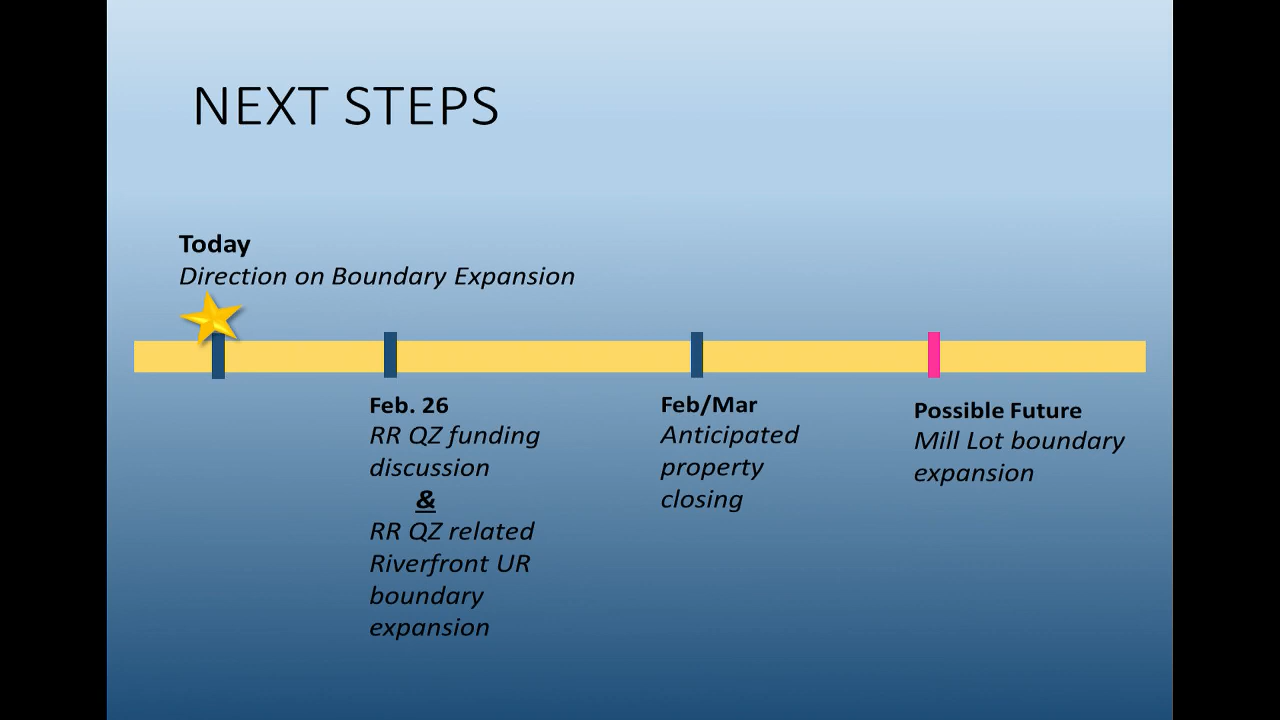 NEXT STEPS
Today
Direction on Boundary Expansion
Feb. 26
RR QZ funding
discussion
&
RR QZ related
Riverfront UR
boundary
expansion
Feb/Mar
Anticipated
property
closing
Possible Future
Mill Lot boundary
expansion